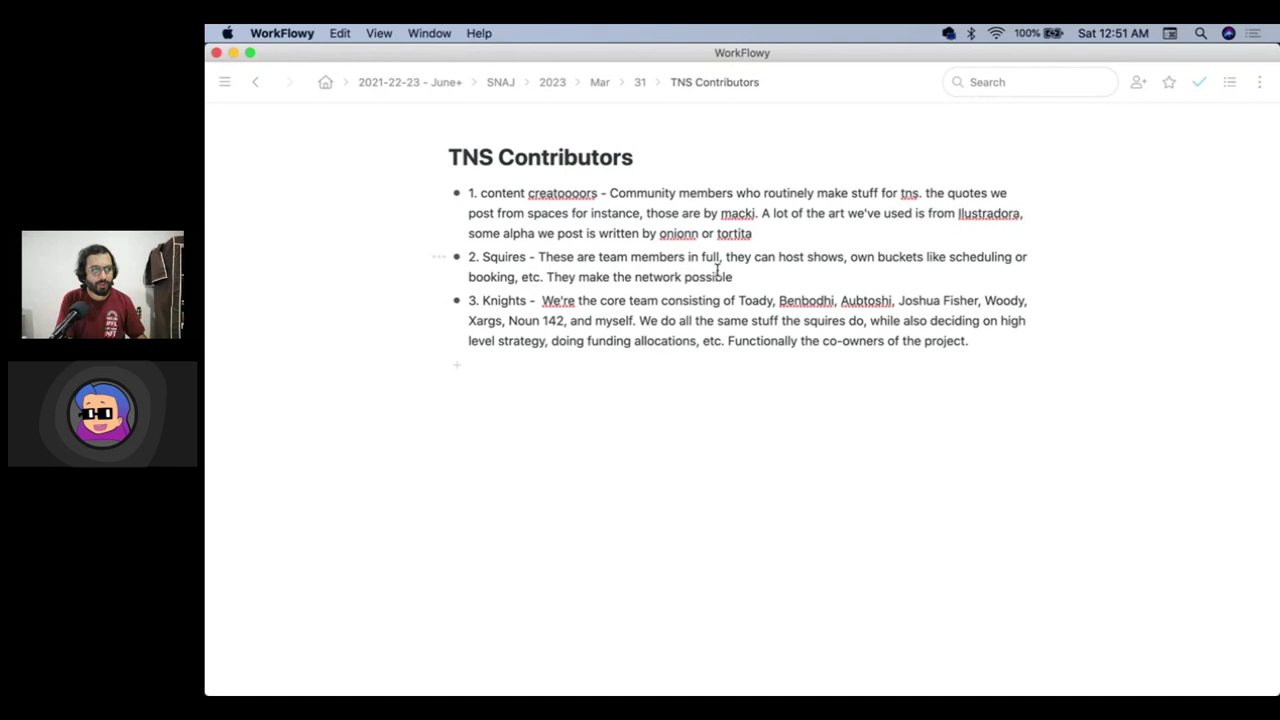 WorkFlowy Edit View Window Help 100% Sat 12:51 AM
WorkFlowy
2021-22-23 - June+ > SNAJ > 2023 > Mar > 31 > TNS Contributors Search
TNS Contributors
1. content creatoooors - Community members who routinely make stuff for tns. the quotes we
post from spaces for instance, those are by macki. A lot of the art we've used is from Ilustradora,
some alpha we post is written by onionn or tortita
2. Squires - These are team members in full, they can host shows, own buckets like scheduling or
booking, etc. They make the network possible
3. Knights - We're the core team consisting of Toady, Benbodhi, Aubtoshi, Joshua Fisher, Woody,
Xargs, Noun 142, and myself. We do all the same stuff the squires do, while also deciding on high
level strategy, doing funding allocations, etc. Functionally the co-owners of the project.